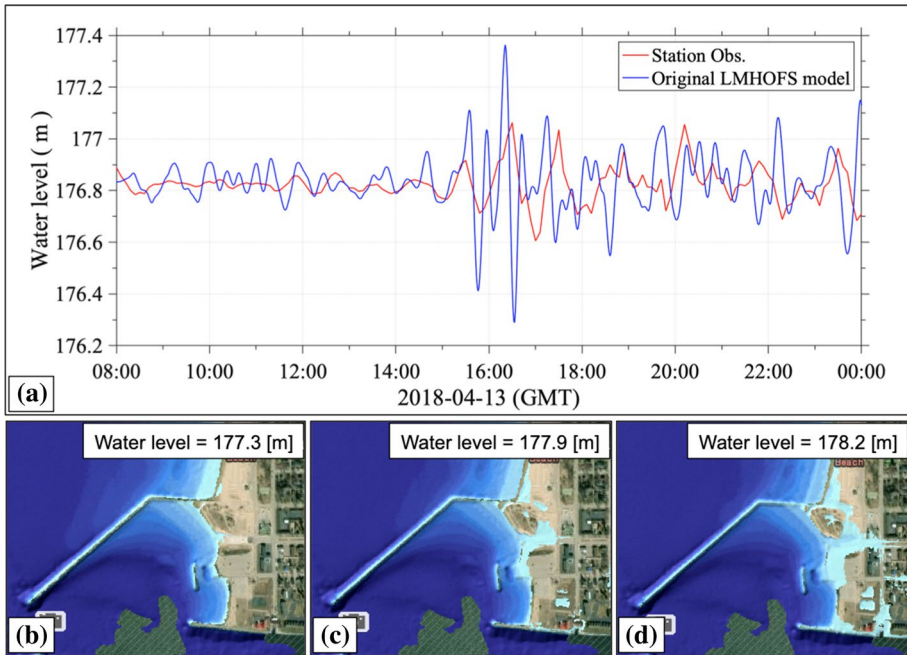 177.4
177.2
177
176.8
176.6
176.4
176.2
Water level ( m )
Station Obs.
Original LMHOFS model
08:00 10:00 12:00 14:00 16:00 18:00 20:00 22:00 00:00
2018-04-13 (GMT)
(a)
Water level = 177.3 [m]
(b)
Water level = 177.9 [m]
(c)
Water level = 178.2 [m]
Beach
(d)